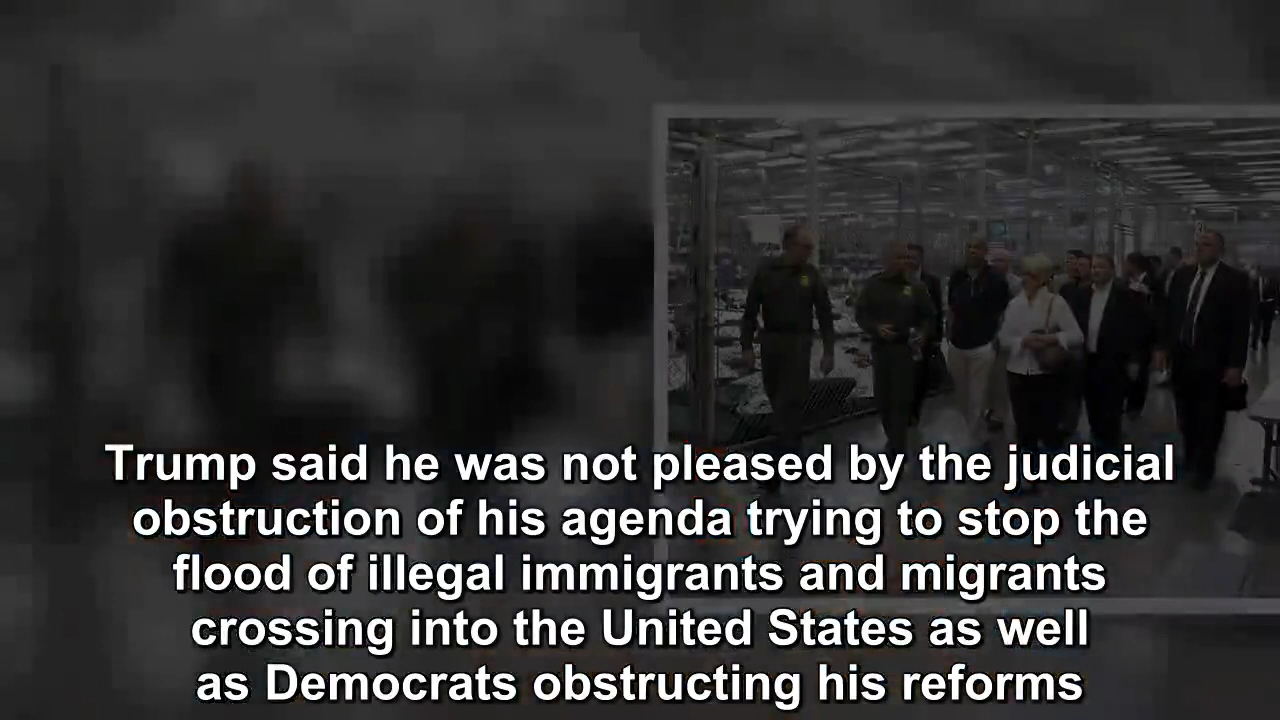 Trump said he was not pleased by the judicial
obstruction of his agenda trying to stop the
flood of illegal immigrants and migrants
crossing into the United States as well
as Democrats obstructing his reforms